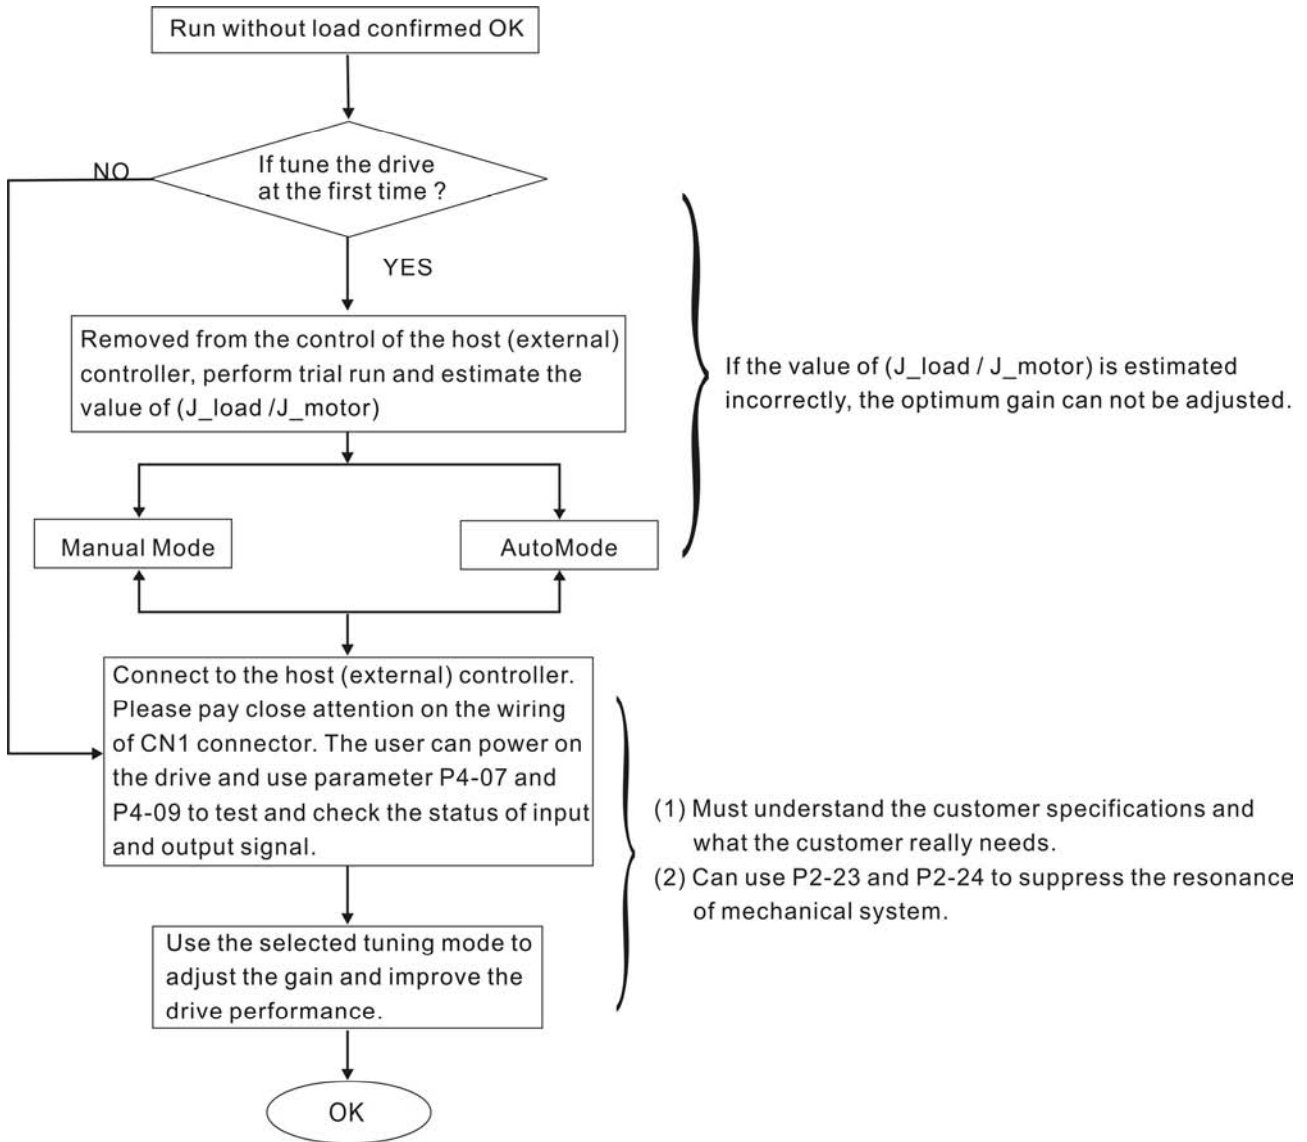 Run without load confirmed OK
If tune the drive
at the first time ?
NO
YES
Removed from the control of the host (external)
controller, perform trial run and estimate the
value of (J_load /J_motor)
If the value of (J_load / J_motor) is estimated
incorrectly, the optimum gain can not be adjusted.
Manual Mode
AutoMode
Connect to the host (external) controller.
Please pay close attention on the wiring
of CN1 connector. The user can power on
the drive and use parameter P4-07 and
P4-09 to test and check the status of input
and output signal.
(1) Must understand the customer specifications and
what the customer really needs.
(2) Can use P2-23 and P2-24 to suppress the resonance
of mechanical system.
Use the selected tuning mode to
adjust the gain and improve the
drive performance.
OK